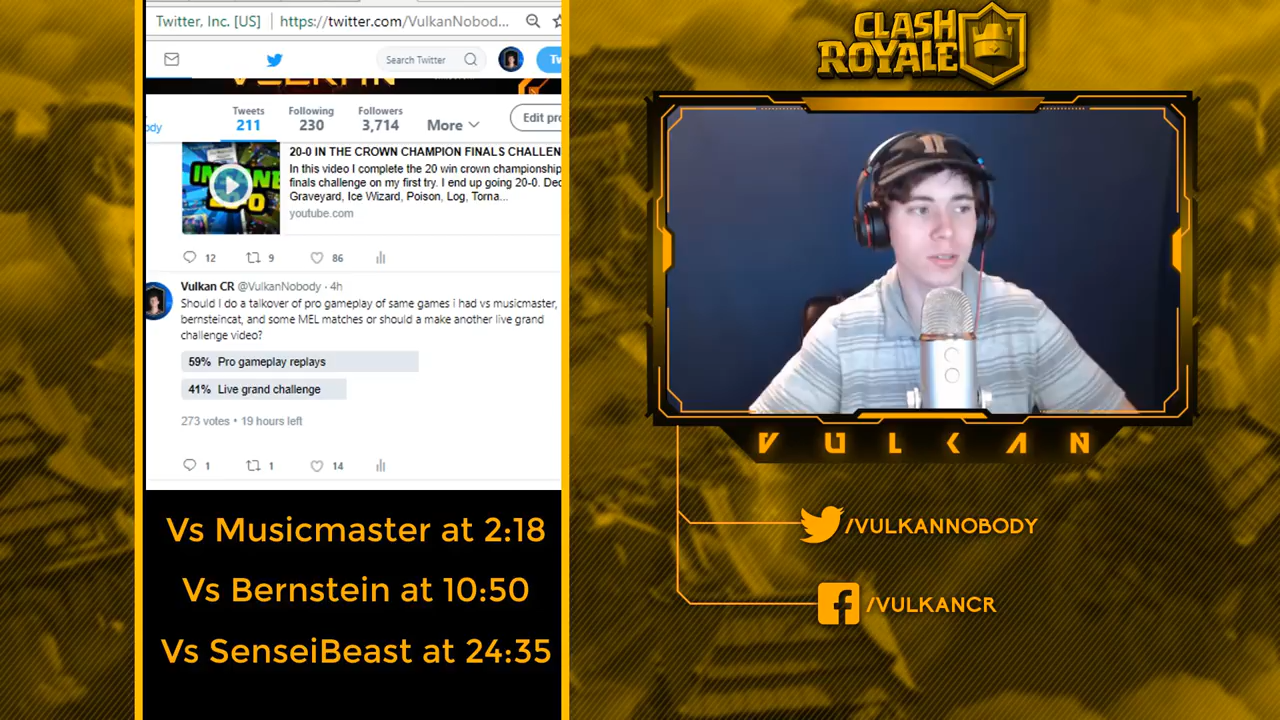 Twitter, Inc. [US]
https://twitter.com/VulkanNobody...
Search Twitter
Tweets
Following
Followers
211
230
3,714
More
Edit pro
ody
20-0 IN THE CROWN CHAMPION FINALS CHALLEN
In this video I complete the 20 win crown championship
finals challenge on my first try. I end up going 20-0. Dec
Graveyard, Ice Wizard, Poison, Log, Torna...
youtube.com
12
9
86
Vulkan CR @VulkanNobody · 4h
Should I do a talkover of pro gameplay of same games i had vs musicmaster,
bernsteincat, and some MEL matches or should a make another live grand
challenge video?
59% Pro gameplay replays
41% Live grand challenge
273 votes • 19 hours left
1
1
14
Vs Musicmaster at 2:18
Vs Bernstein at 10:50
Vs SenseiBeast at 24:35
CLASH
ROYALE
VULKAN
/VULKANNOBODY
/VULKANCR